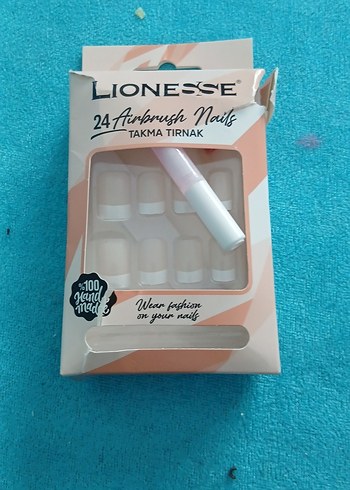 LIONESSE®
24 Airbrush Nails
TAKMA TIRNAK
%100
Hand
made
Wear fashion
on your nails